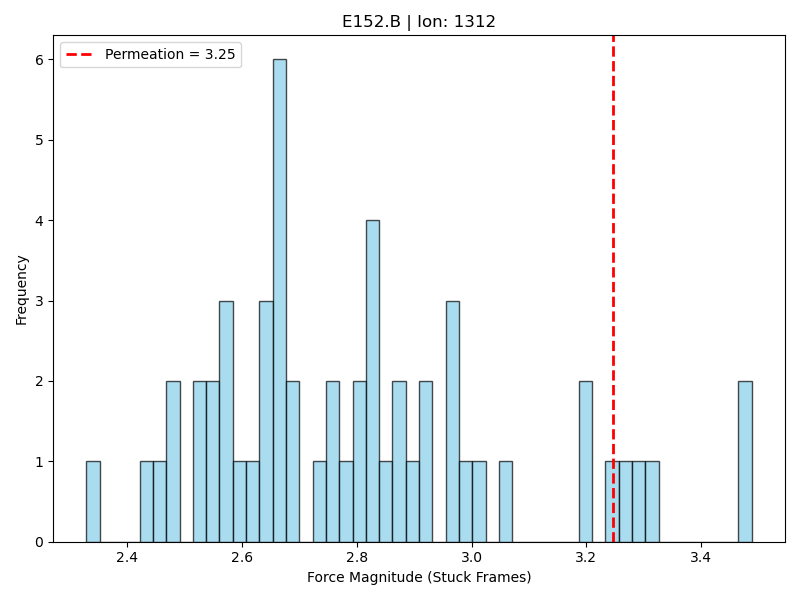 E152.B | Ion: 1312
Permeation = 3.25
6
5
4
3
2
1
0
Frequency
2.4 2.6 2.8 3.0 3.2 3.4
Force Magnitude (Stuck Frames)